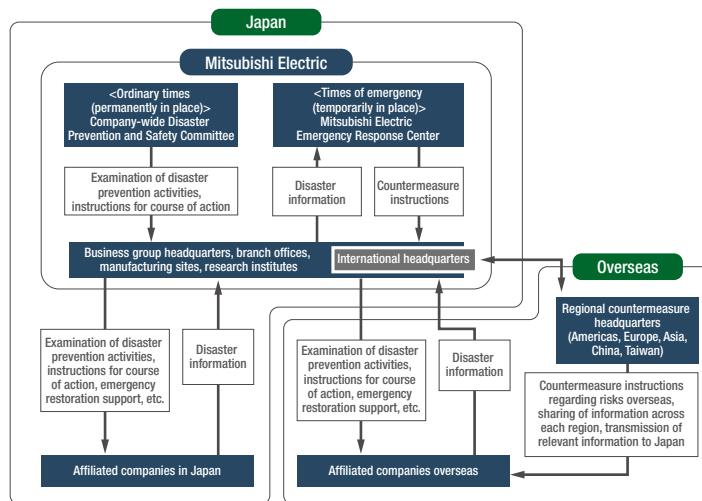 Japan
Mitsubishi Electric
<Ordinary times
(permanently in place)>
Company-wide Disaster
Prevention and Safety Committee
<Times of emergency
(temporarily in place)>
Mitsubishi Electric
Emergency Response Center
Examination of disaster
prevention activities,
instructions for course of action
Disaster
information
Countermeasure
instructions
Business group headquarters, branch offices,
manufacturing sites, research institutes
International headquarters
Overseas
Regional countermeasure
headquarters
(Americas, Europe, Asia,
China, Taiwan)
Examination of disaster
prevention activities,
instructions for course
of action, emergency
restoration support, etc.
Disaster
information
Examination of disaster
prevention activities,
instructions for course
of action, emergency
restoration support, etc.
Disaster
information
Countermeasure instructions
regarding risks overseas,
sharing of information across
each region, transmission of
relevant information to Japan
Affiliated companies in Japan
Affiliated companies overseas